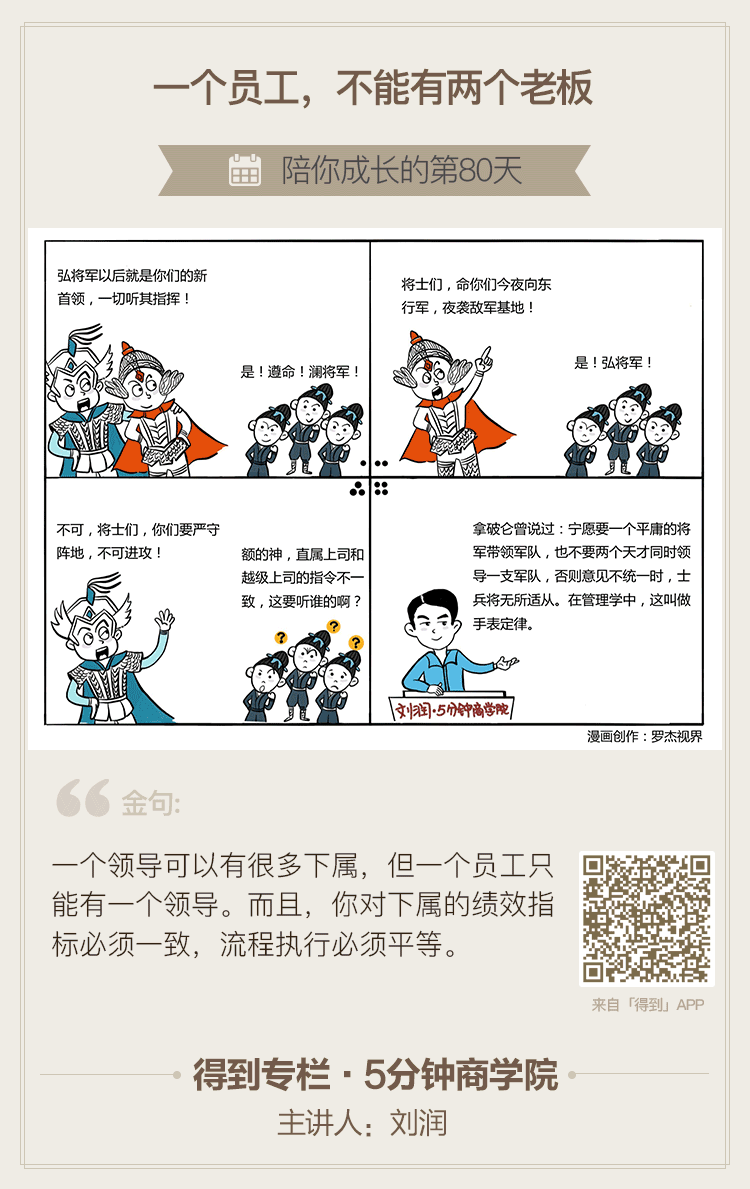 一个员工，不能有两个老板
陪你成长的第80天
弘将军以后就是你们的新
首领，一切听其指挥！
是！遵命！澜将军！
将士们，命你们今夜向东
行军，夜袭敌军基地！
是！弘将军！
不可，将士们，你们要严守
阵地，不可进攻！
额的神，直属上司和
越级上司的指令不一
致，这要听谁的啊？
?
?
?
拿破仑曾说过：宁愿要一个平庸的将
军带领军队，也不要两个天才同时领
导一支军队，否则意见不统一时，士
兵将无所适从。在管理学中，这叫做
手表定律。
刘润·5分钟商学院
漫画创作：罗杰视界
金句:
一个领导可以有很多下属，但一个员工只
能有一个领导。而且，你对下属的绩效指
标必须一致，流程执行必须平等。
来自「得到」APP
得到专栏·5分钟商学院
主讲人：刘润